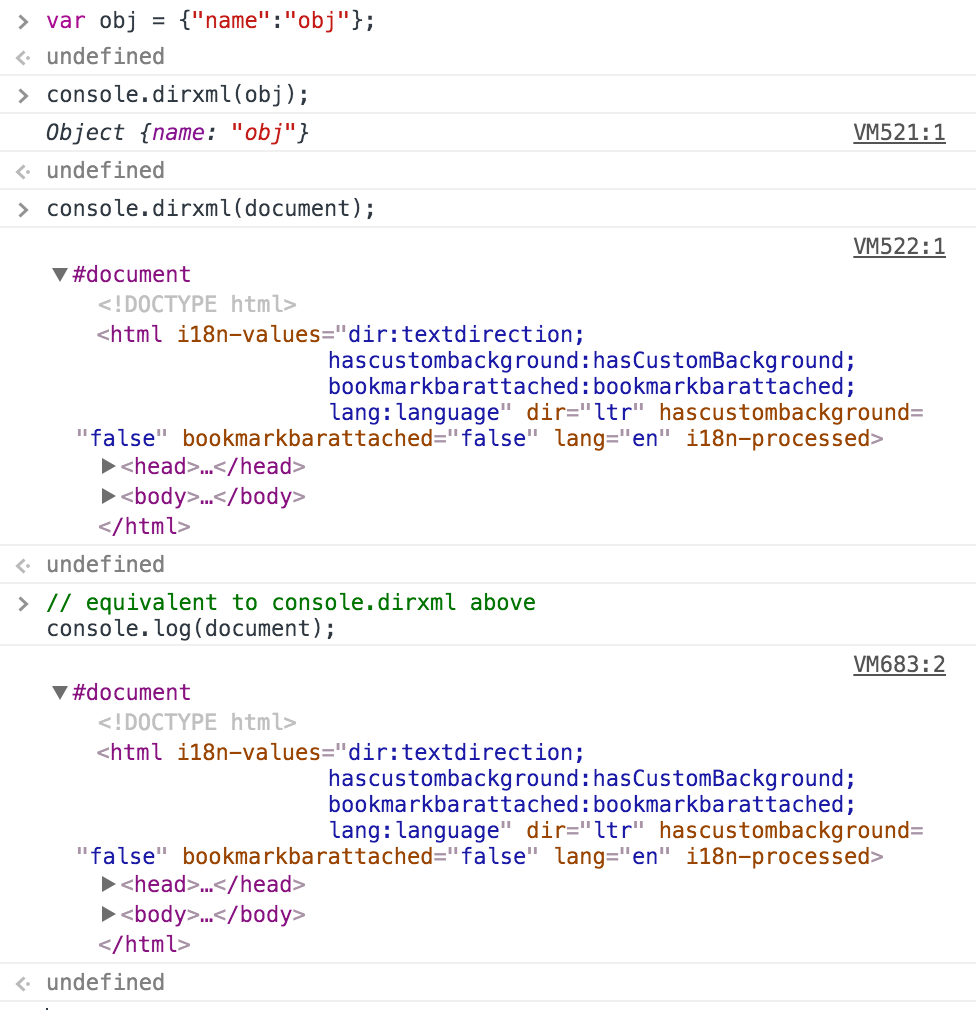 > var obj = {"name":"obj"};
undefined
> console.dirxml(obj);
Object {name: "obj"} VM521:1
undefined
> console.dirxml(document);
VM522:1
▼#document
<!DOCTYPE html>
<html i18n-values="dir:textdirection;
hascustombackground:hasCustomBackground;
bookmarkbarattached:bookmarkbarattached;
lang:language" dir="ltr" hascustombackground=
"false" bookmarkbarattached="false" lang="en" i18n-processed>
▶<head>…</head>
▶<body>…</body>
</html>
undefined
> // equivalent to console.dirxml above
console.log(document);
VM683:2
▼#document
<!DOCTYPE html>
<html i18n-values="dir:textdirection;
hascustombackground:hasCustomBackground;
bookmarkbarattached:bookmarkbarattached;
lang:language" dir="ltr" hascustombackground=
"false" bookmarkbarattached="false" lang="en" i18n-processed>
▶<head>…</head>
▶<body>…</body>
</html>
undefined